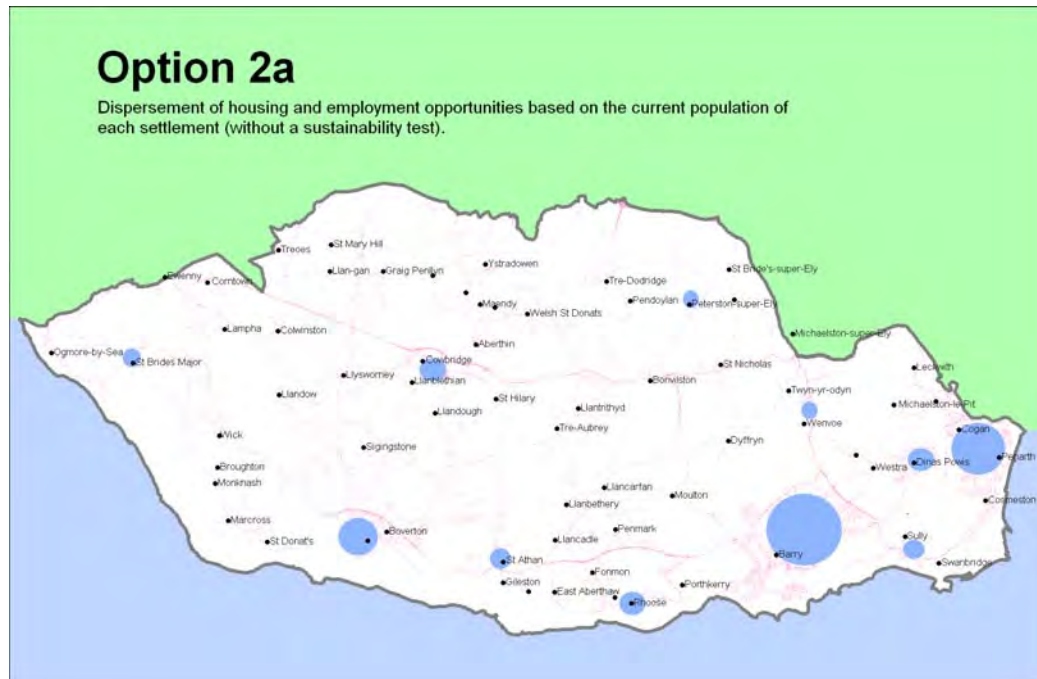 Option 2a
Dispersement of housing and employment opportunities based on the current population of
each settlement (without a sustainability test).
St Mary Hill
Treoes
Ystradowen
Llan-gan
Graig Penllyn
St Bride's-super-Ely
Ewenny
Corntown
Tre-Dodridge
Pendoylan
Peterston-super-Ely
Maendy
Welsh St Donats
Lampha
Colwinston
Michaelston-super-Ely
Aberthin
Ogmore-by-Sea
St Brides Major
Cowbridge
St Nicholas
Leckwith
Llysworney
Llanblethian
Bonvilston
Twyn-yr-odyn
Llandow
St Hilary
Michaelston-le-Pit
Llandough
Llantrithyd
Wenvoe
Tre-Aubrey
Cogan
Wick
Dyffryn
Sigingstone
Penarth
Dinas Powis
Westra
Broughton
Monknash
Llancarfan
Moulton
Cosmeston
Llanbethery
Marcross
Penmark
Boverton
St Donat's
Llancadle
Sully
Barry
St Athan
Swanbridge
Fonmon
Gileston
East Aberthaw
Porthkerry
Rhoose